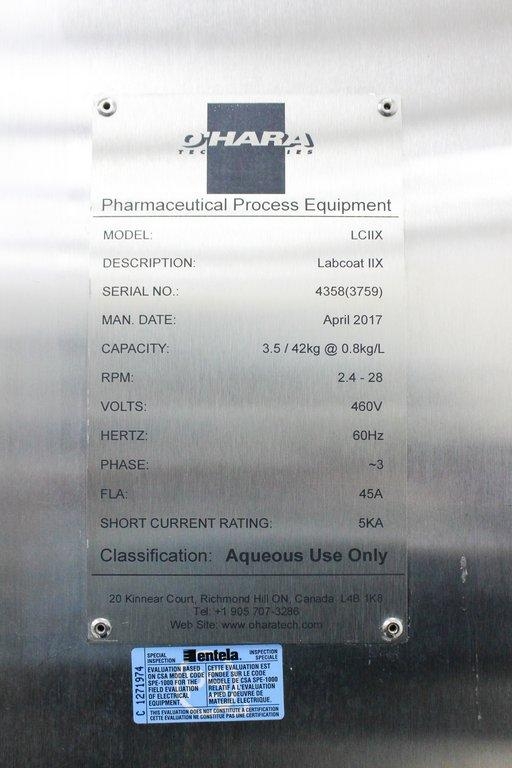 O'HARA
TECHNOLOGIES
Pharmaceutical Process Equipment
MODEL: LCIIX
DESCRIPTION: Labcoat IIX
SERIAL NO.: 4358(3759)
MAN. DATE: April 2017
CAPACITY: 3.5 / 42kg @ 0.8kg/L
RPM: 2.4 - 28
VOLTS: 460V
HERTZ: 60Hz
PHASE: ~3
FLA: 45A
SHORT CURRENT RATING: 5KA
Classification: Aqueous Use Only
20 Kinnear Court, Richmond Hill ON, Canada L4B 1K8
Tel: +1 905 707-3286
Web Site: www.oharatech.com
C 1271974
SPECIAL
INSPECTION
entela.
INSPECTION
SPECIALE
EVALUATION BASED
ON CSA MODEL CODE
SPE-1000 FOR THE
FIELD EVALUATION
OF ELECTRICAL
EQUIPMENT.
CETTE ÉVALUATION EST
FONDÉE SUR LE CODE
MODELE DE CSA SPE-1000
RELATIF A L'ÉVALUATION
A PIED D'OEUVRE DE
MATERIEL ELECTRIQUE.
THIS EVALUATION DOES NOT CONSTITUTE A CERTIFICATION
CETTE EVALUATION NE CONSTITUE PAS UNE CERTIFICATION